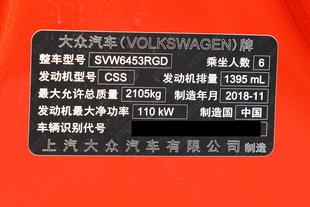 大众汽车(VOLKSWAGEN)牌
整车型号 SVW6453RGD 乘坐人数 6
发动机型号 CSS 发动机排量 1395 mL
最大允许总质量 2105kg 制造年月 2018-11
发动机最大净功率 110 kW 制造国 中国
车辆识别代号
上汽大众汽车有限公司 制造